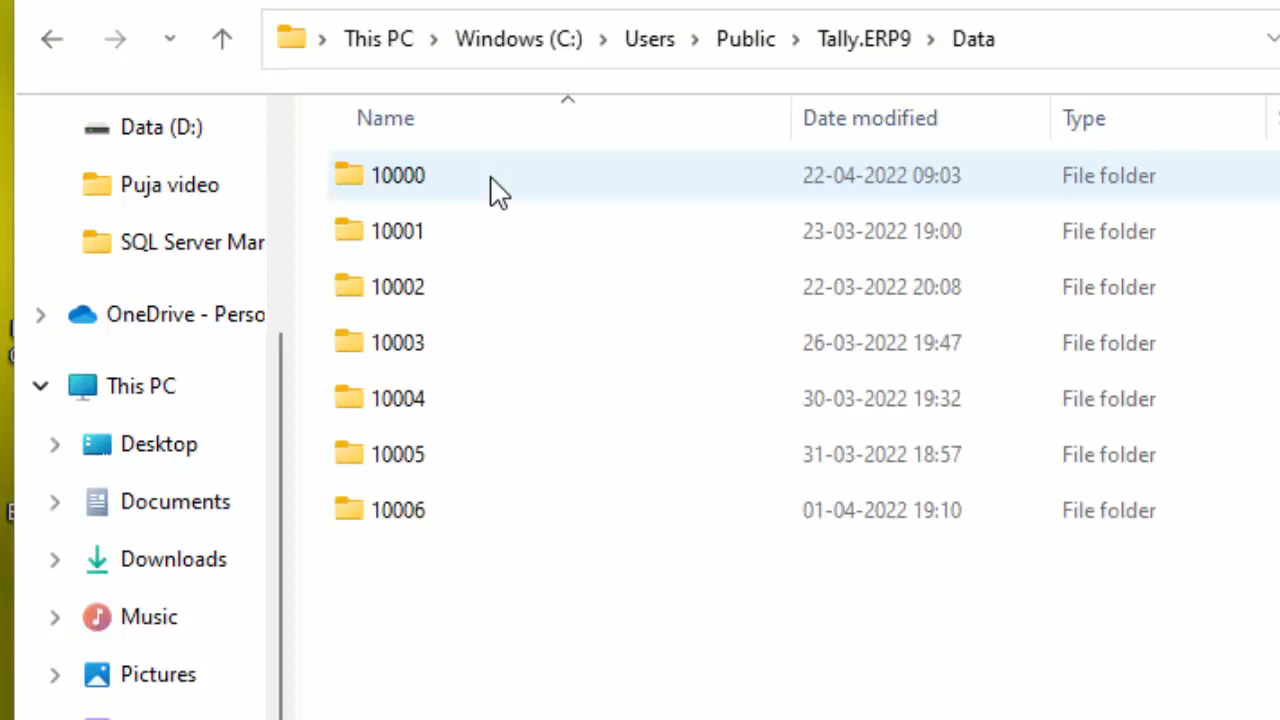 This PC Windows (C:) Users Public Tally.ERP9 Data
Name Date modified Type
Data (D:)
Puja video
SQL Server Mar
OneDrive - Perso
This PC
Desktop
Documents
Downloads
Music
Pictures
10000 22-04-2022 09:03 File folder
10001 23-03-2022 19:00 File folder
10002 22-03-2022 20:08 File folder
10003 26-03-2022 19:47 File folder
10004 30-03-2022 19:32 File folder
10005 31-03-2022 18:57 File folder
10006 01-04-2022 19:10 File folder